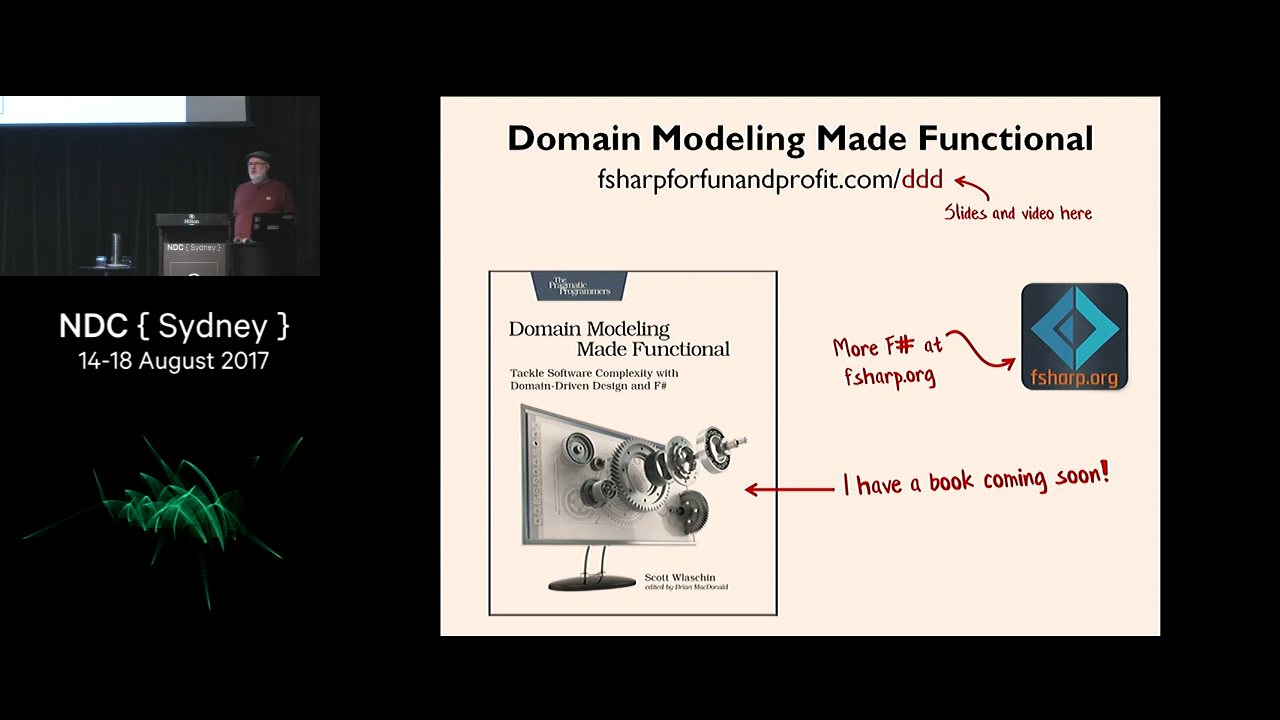 Domain Modeling Made Functional
fsharpforfunandprofit.com/ddd
Slides and video here
The
Pragmatic
Programmers
Domain Modeling
Made Functional
Tackle Software Complexity with
Domain-Driven Design and F#
Scott Wlaschin
edited by Brian MacDonald
More F# at
fsharp.org
fsharp.org
I have a book coming soon!
Hilton
NDC { Sydney }
NDC { Sydney }
14-18 August 2017